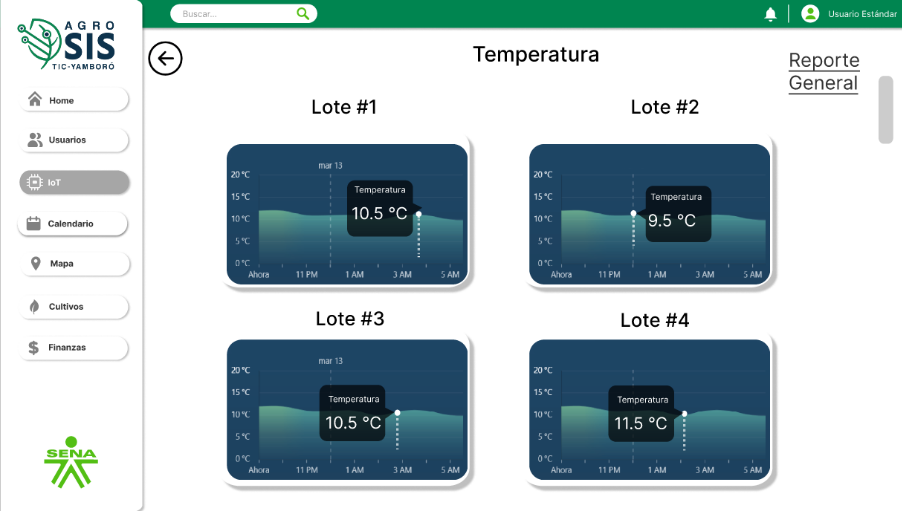 Buscar...
Usuario Estándar
AGRO
SIS
TIC-YAMBORÓ
Home
Usuarios
IoT
Calendario
Mapa
Cultivos
Finanzas
SENA
Temperatura
Reporte
General
Lote #1
mar 13
20 °C
15 °C
10 °C
5 °C
0 °C
Temperatura
10.5 °C
Ahora 11 PM 1 AM 3 AM 5 AM
Lote #2
20 °C
15 °C
10 °C
5 °C
0 °C
Temperatura
9.5 °C
Ahora 11 PM 1 AM 3 AM 5 AM
Lote #3
mar 13
20 °C
15 °C
10 °C
5 °C
0 °C
Temperatura
10.5 °C
Ahora 11 PM 1 AM 3 AM 5 AM
Lote #4
20 °C
15 °C
10 °C
5 °C
0 °C
Temperatura
11.5 °C
Ahora 11 PM 1 AM 3 AM 5 AM